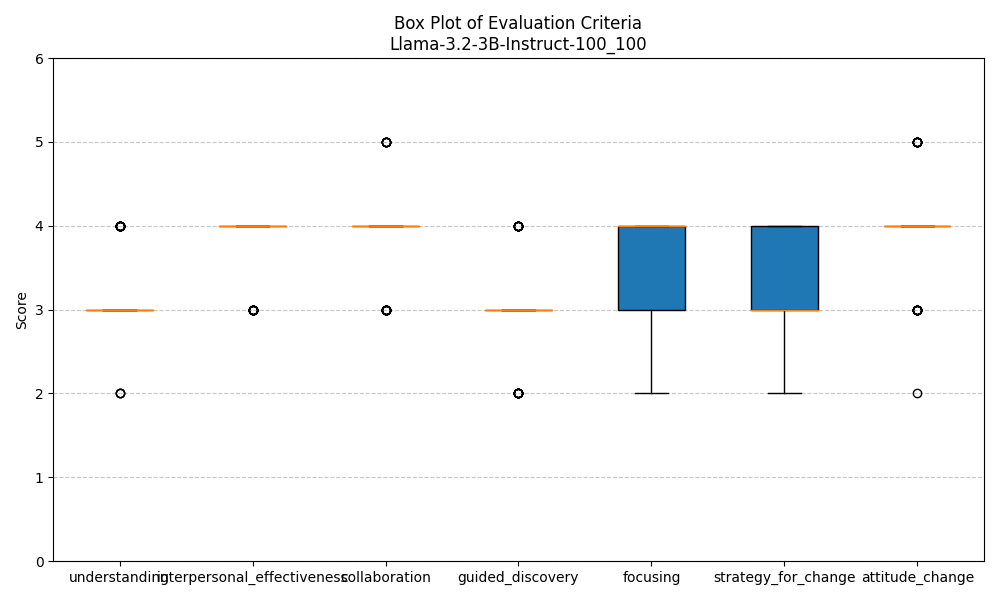 Box Plot of Evaluation Criteria
Llama-3.2-3B-Instruct-100_100
6
5
4
3
2
1
0
Score
understanding
interpersonal_effectiveness
collaboration
guided_discovery
focusing
strategy_for_change
attitude_change